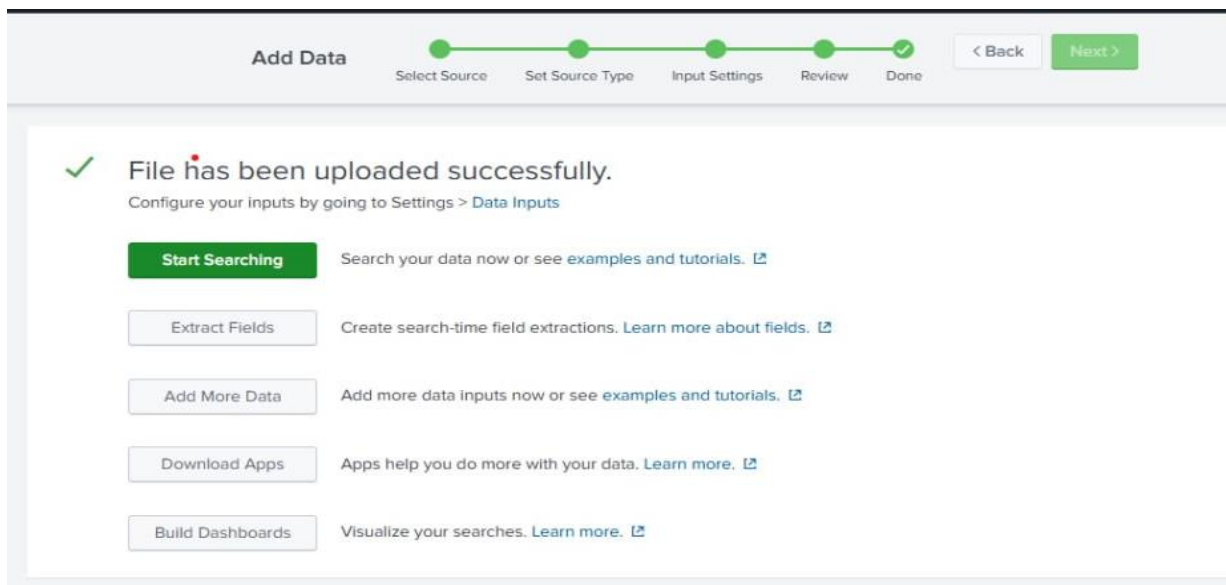 Add Data
Select Source
Set Source Type
Input Settings
Review
Done
< Back
Next >
File has been uploaded successfully.
Configure your inputs by going to Settings > Data Inputs
Start Searching
Search your data now or see examples and tutorials.
Extract Fields
Create search-time field extractions. Learn more about fields.
Add More Data
Add more data inputs now or see examples and tutorials.
Download Apps
Apps help you do more with your data. Learn more.
Build Dashboards
Visualize your searches. Learn more.